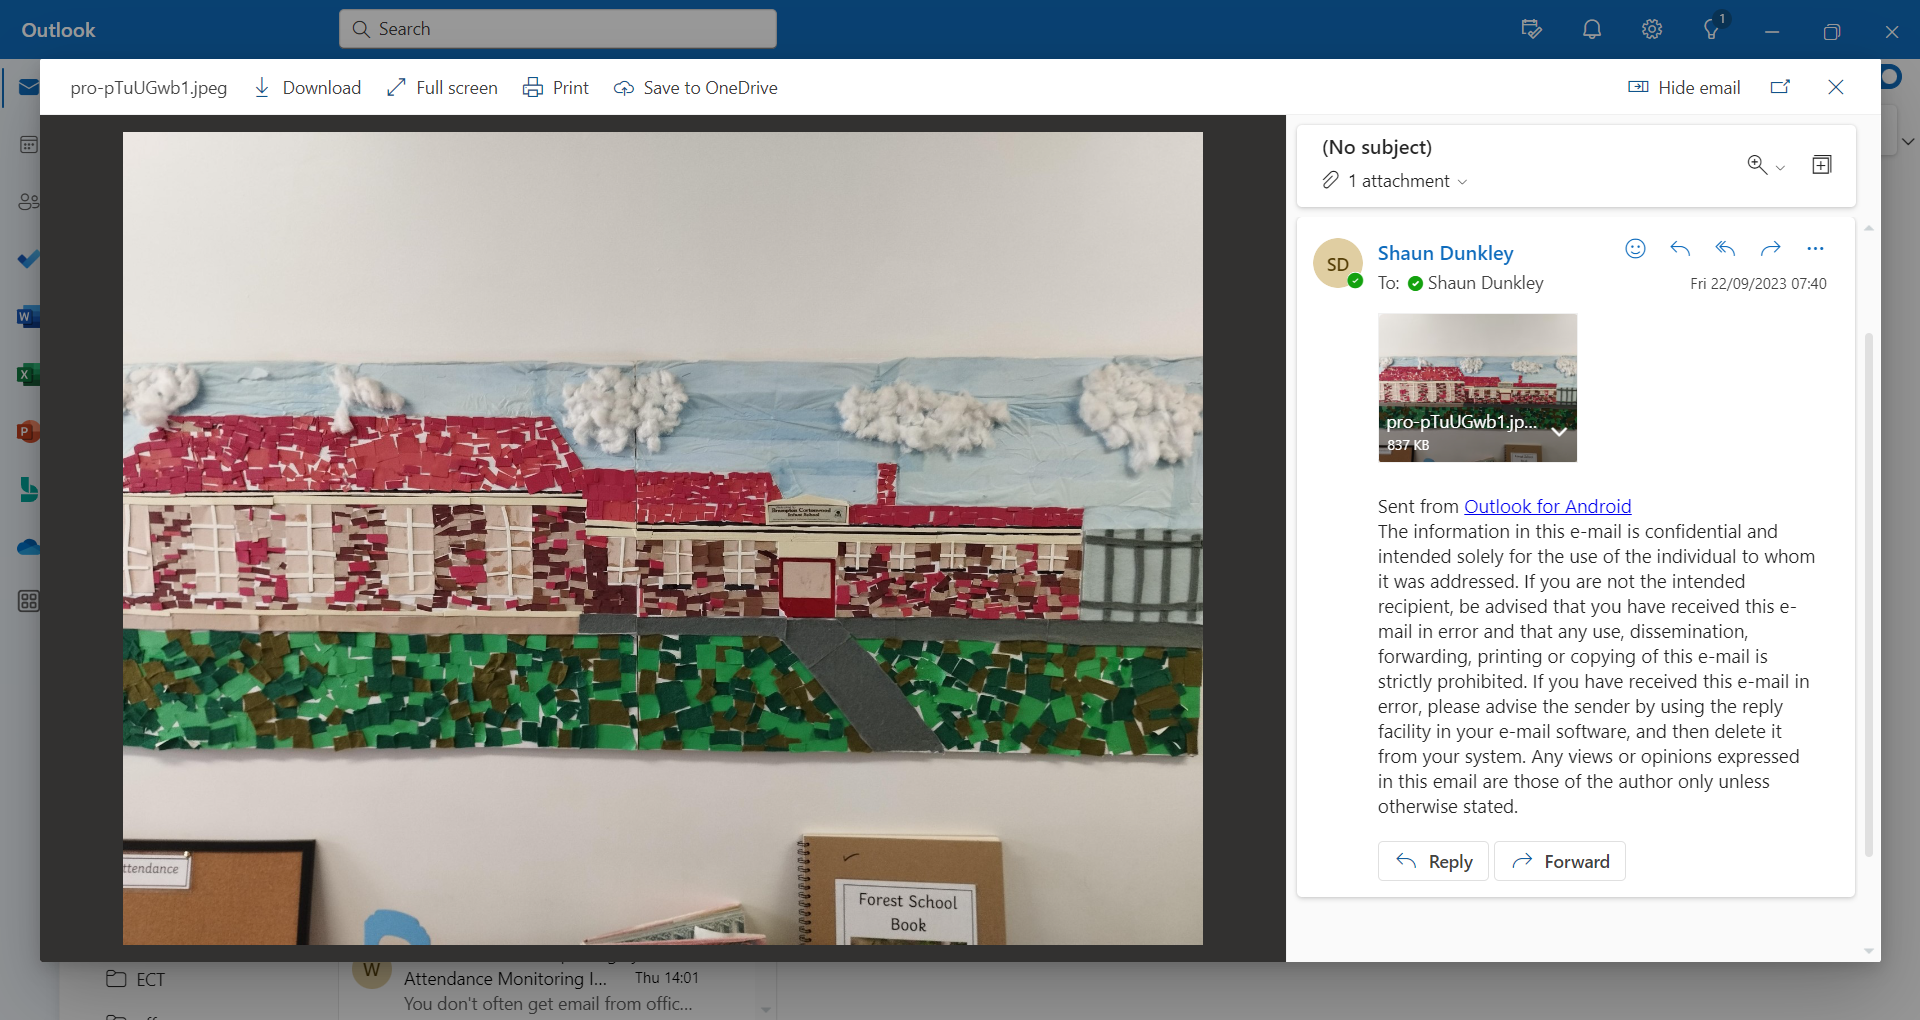 Outlook
Search
1
pro-pTuUGwb1.jpeg
Download
Full screen
Print
Save to OneDrive
Hide email
(No subject)
1 attachment
SD
Shaun Dunkley
To: Shaun Dunkley
Fri 22/09/2023 07:40
pro-pTuUGwb1.jp...
837 KB
Sent from Outlook for Android
The information in this e-mail is confidential and
intended solely for the use of the individual to whom
it was addressed. If you are not the intended
recipient, be advised that you have received this e-
mail in error and that any use, dissemination,
forwarding, printing or copying of this e-mail is
strictly prohibited. If you have received this e-mail in
error, please advise the sender by using the reply
facility in your e-mail software, and then delete it
from your system. Any views or opinions expressed
in this email are those of the author only unless
otherwise stated.
Reply
Forward
Brampton Cortonwood
Infant School
ttendance
Forest School
Book
ECT
W
Attendance Monitoring I...
Thu 14:01
You don't often get email from offic...